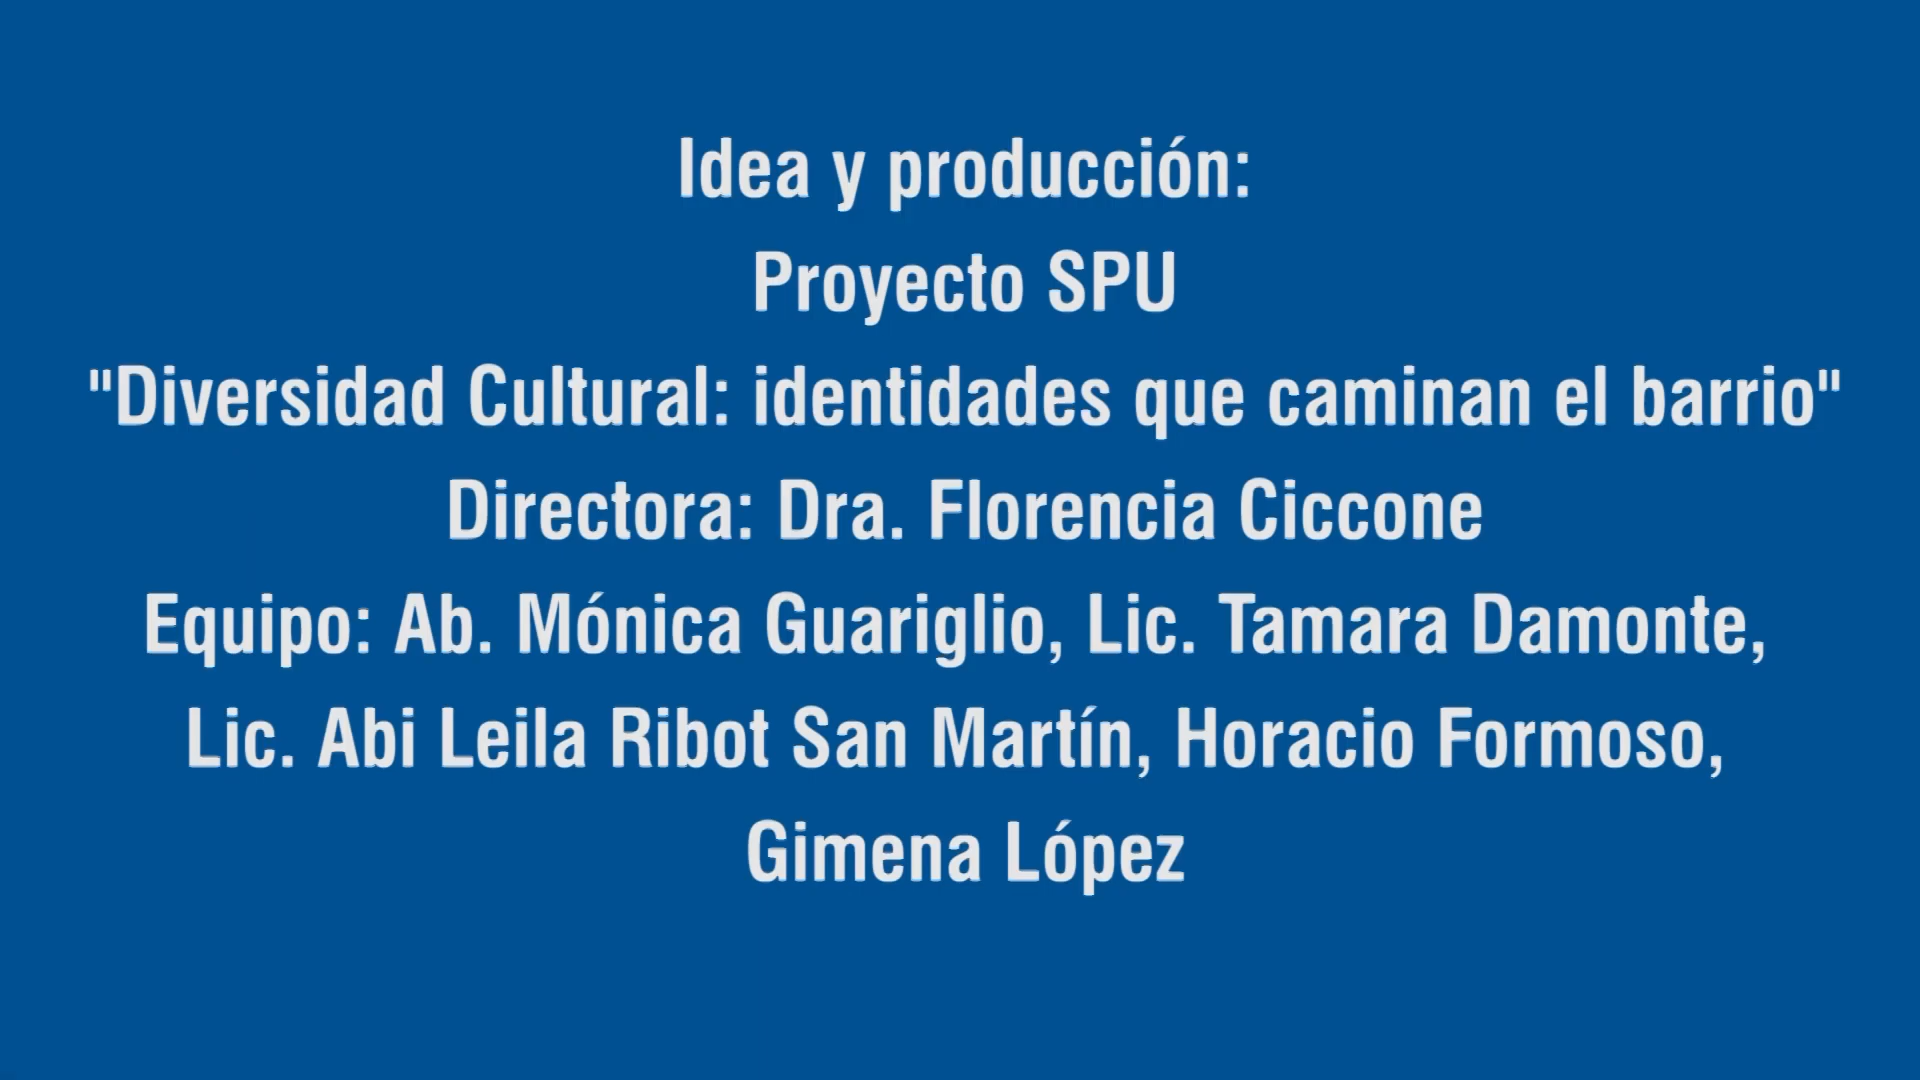 Idea y producción:
Proyecto SPU
"Diversidad Cultural: identidades que caminan el barrio"
Directora: Dra. Florencia Ciccone
Equipo: Ab. Mónica Guariglio, Lic. Tamara Damonte,
Lic. Abi Leila Ribot San Martín, Horacio Formoso,
Gimena López